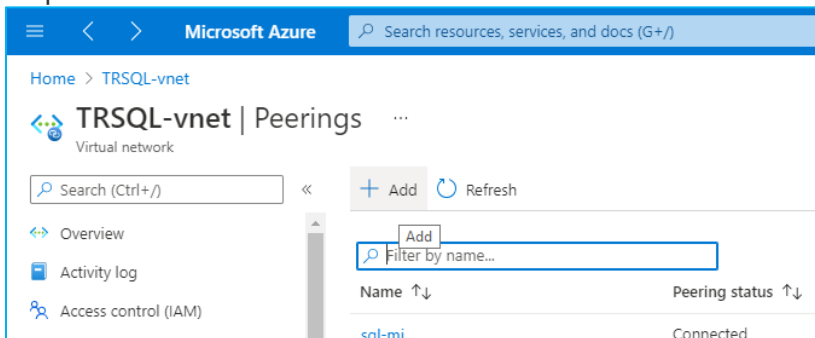 Microsoft Azure
Search resources, services, and docs (G+/)
Home > TRSQL-vnet
TRSQL-vnet | Peerings ...
Virtual network
Search (Ctrl+/)
«
+ Add
Refresh
Overview
Add
Filter by name...
Activity log
Name ↑↓
Peering status ↑↓
Access control (IAM)
sql-mi
Connected